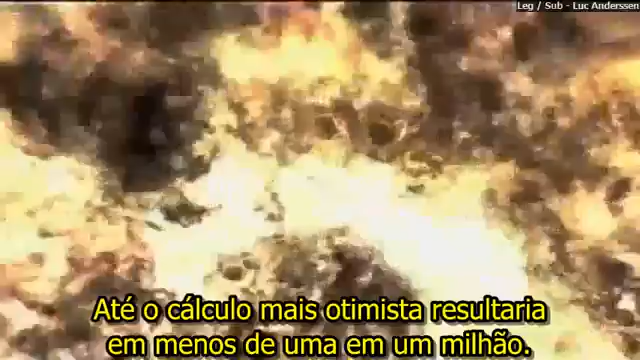 Leg / Sub - Luc Anderssen
Até o cálculo mais otimista resultaria
em menos de uma em um milhão.